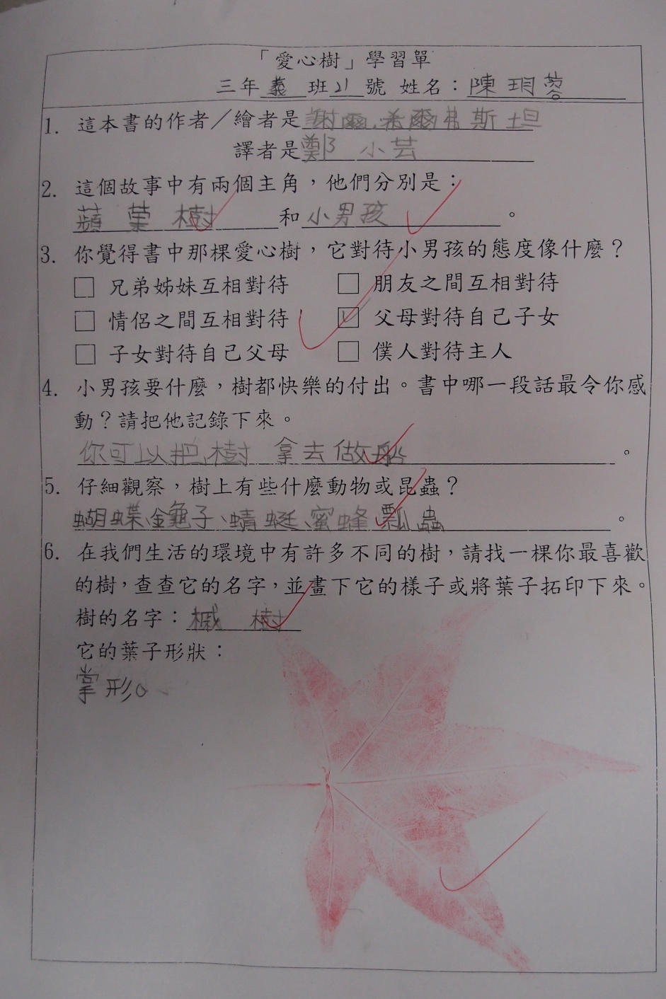 「愛心樹」學習單
三年義班21號 姓名：陳玥蓉
1. 這本書的作者／繪者是謝爾.希爾弗斯坦
譯者是鄭小芸
2. 這個故事中有兩個主角，他們分別是：
蘋菓樹和小男孩。
3. 你覺得書中那棵愛心樹，它對待小男孩的態度像什麼？
□ 兄弟姊妹互相對待 □ 朋友之間互相對待
□ 情侶之間互相對待 ☑ 父母對待自己子女
□ 子女對待自己父母 □ 僕人對待主人
4. 小男孩要什麼，樹都快樂的付出。書中哪一段話最令你感
動？請把他記錄下來。
你可以把樹拿去做船。
5. 仔細觀察，樹上有些什麼動物或昆蟲？
蝴蝶、金龜子、蜻蜓、蜜蜂、瓢蟲。
6. 在我們生活的環境中有許多不同的樹，請找一棵你最喜歡
的樹，查查它的名字，並畫下它的樣子或將葉子拓印下來。
樹的名字：槭樹
它的葉子形狀：
掌形。